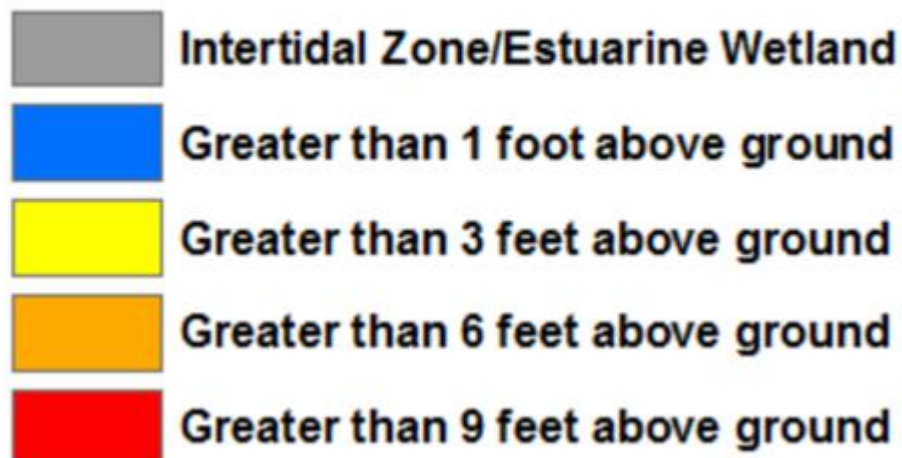 Intertidal Zone/Estuarine Wetland
Greater than 1 foot above ground
Greater than 3 feet above ground
Greater than 6 feet above ground
Greater than 9 feet above ground